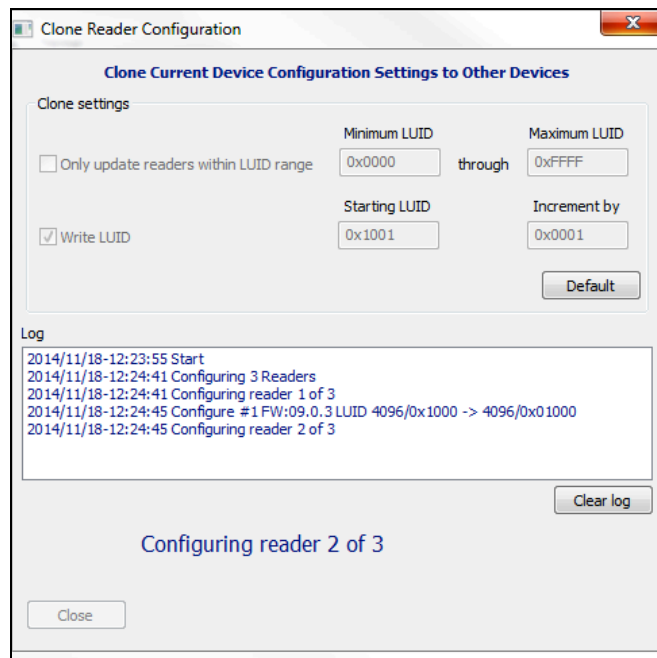 Clone Reader Configuration
Clone Current Device Configuration Settings to Other Devices
Clone settings
Minimum LUID Maximum LUID
Only update readers within LUID range 0x0000 through 0xFFFF
Starting LUID Increment by
Write LUID 0x1001 0x0001
Default
Log
2014/11/18-12:23:55 Start
2014/11/18-12:24:41 Configuring 3 Readers
2014/11/18-12:24:41 Configuring reader 1 of 3
2014/11/18-12:24:45 Configure #1 FW:09.0.3 LUID 4096/0x1000 -> 4096/0x01000
2014/11/18-12:24:45 Configuring reader 2 of 3
Clear log
Configuring reader 2 of 3
Close